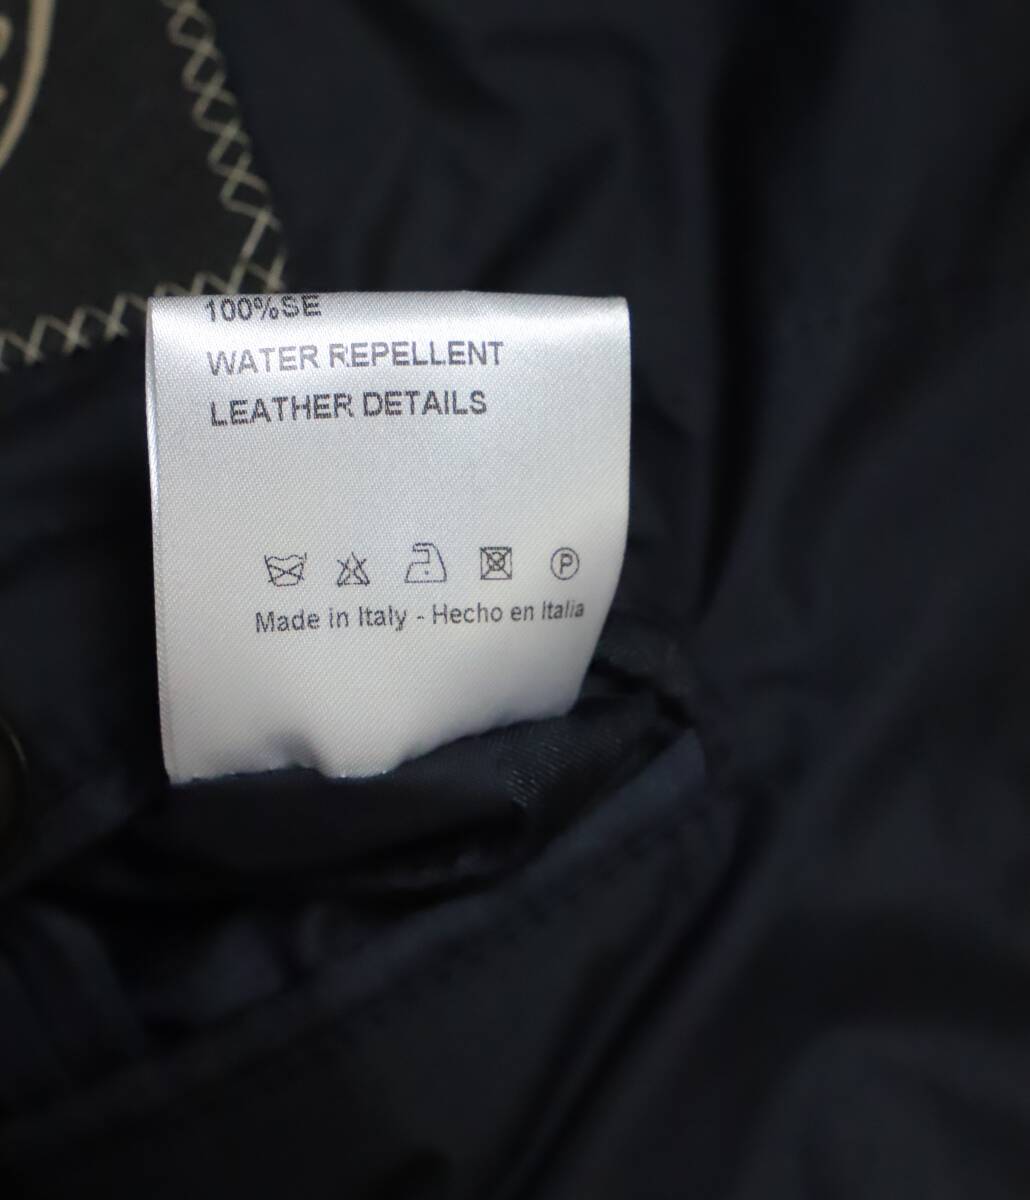 100%SE
WATER REPELLENT
LEATHER DETAILS
P
Made in Italy - Hecho en Italia